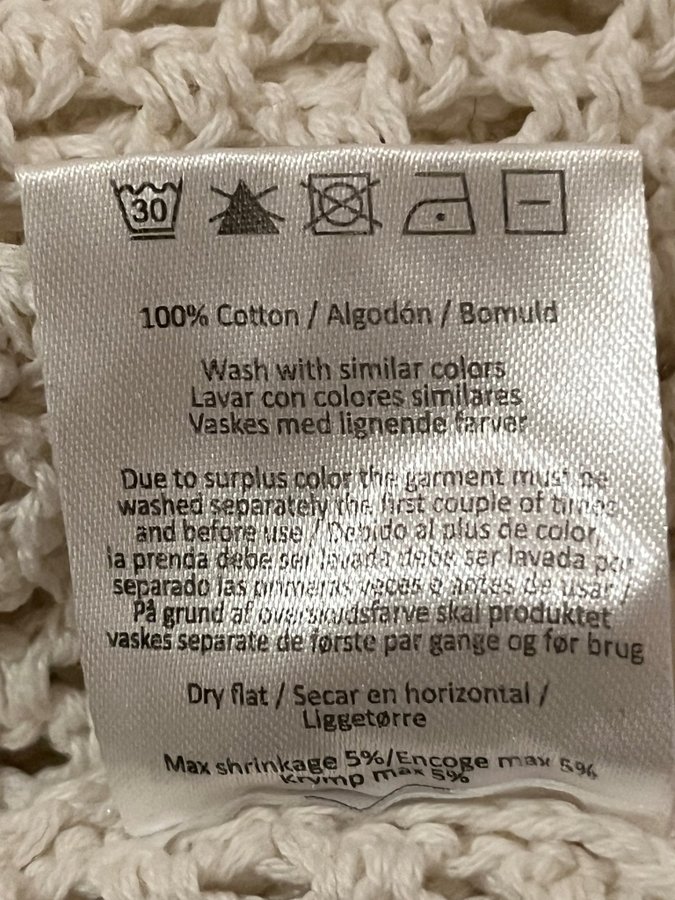 30
100% Cotton / Algodón / Bomuld
Wash with similar colors
Lavar con colores similares
Vaskes med lignende farver
Due to surplus color the garment must be
washed separately the first couple of times
and before use / Debido al plus de color,
la prenda debe ser lavada debe ser lavada por
separado las primeras veces o antes de usar /
På grund af overskudsfarve skal produktet
vaskes separate de første par gange og før brug
Dry flat / Secar en horizontal /
Liggetørre
Max shrinkage 5%/Encoge max 5%
Krymp max 5%